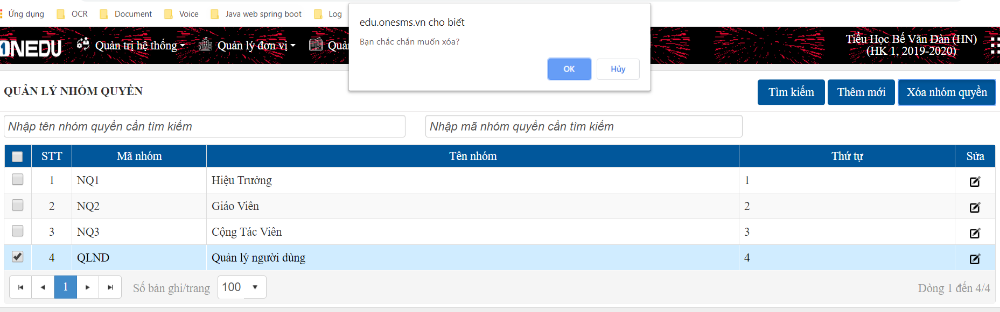 Ứng dụng OCR Document Voice Java web spring boot Log
edu.onesms.vn cho biết
Bạn chắc chắn muốn xóa?
OK Hủy
1NEDU Quản trị hệ thống Quản lý đơn vị Quản
Tiểu Học Bế Văn Đàn (HN)
(HK 1, 2019-2020)
QUẢN LÝ NHÓM QUYỀN
Tìm kiếm Thêm mới Xóa nhóm quyền
Nhập tên nhóm quyền cần tìm kiếm Nhập mã nhóm quyền cần tìm kiếm
STT Mã nhóm Tên nhóm Thứ tự Sửa
1 NQ1 Hiệu Trưởng 1
2 NQ2 Giáo Viên 2
3 NQ3 Cộng Tác Viên 3
4 QLND Quản lý người dùng 4
1 Số bản ghi/trang 100 Dòng 1 đến 4/4